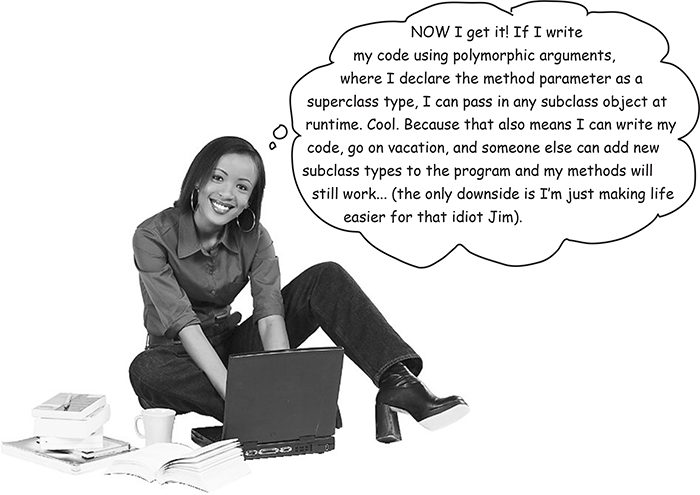 NOW I get it! If I write
my code using polymorphic arguments,
where I declare the method parameter as a
superclass type, I can pass in any subclass object at
runtime. Cool. Because that also means I can write my
code, go on vacation, and someone else can add new
subclass types to the program and my methods will
still work... (the only downside is I'm just making life
easier for that idiot Jim).